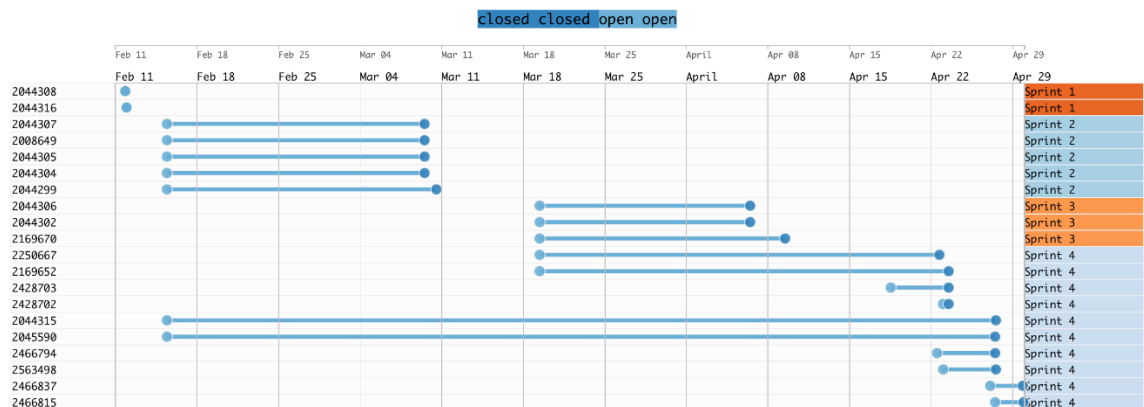 closed closed open open
Feb 11 Feb 18 Feb 25 Mar 04 Mar 11 Mar 18 Mar 25 April Apr 08 Apr 15 Apr 22 Apr 29
Feb 11 Feb 18 Feb 25 Mar 04 Mar 11 Mar 18 Mar 25 April Apr 08 Apr 15 Apr 22 Apr 29
2044308 Sprint 1
2044316 Sprint 1
2044307 Sprint 2
2008649 Sprint 2
2044305 Sprint 2
2044304 Sprint 2
2044299 Sprint 2
2044306 Sprint 3
2044302 Sprint 3
2169670 Sprint 3
2250667 Sprint 4
2169652 Sprint 4
2428703 Sprint 4
2428702 Sprint 4
2044315 Sprint 4
2045590 Sprint 4
2466794 Sprint 4
2563498 Sprint 4
2466837 Sprint 4
2466815 Sprint 4